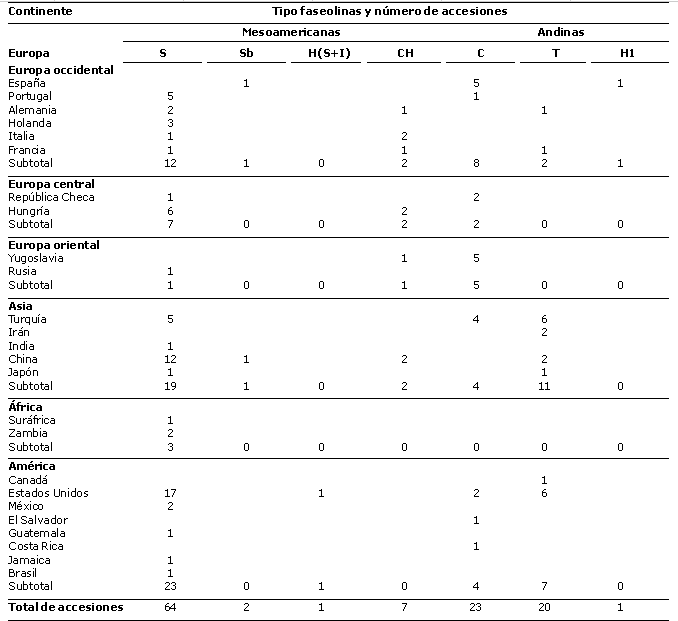 Continente Tipo faseolinas y número de accesiones
Mesoamericanas Andinas
Europa S Sb H(S+I) CH C T H1
Europa occidental
España 1 5 1
Portugal 5 1
Alemania 2 1 1
Holanda 3
Italia 1 2
Francia 1 1 1
Subtotal 12 1 0 2 8 2 1
Europa central
República Checa 1 2
Hungría 6 2
Subtotal 7 0 0 2 2 0 0
Europa oriental
Yugoslavia 1 5
Rusia 1
Subtotal 1 0 0 1 5 0 0
Asia
Turquía 5 4 6
Irán 2
India 1
China 12 1 2 2
Japón 1 1
Subtotal 19 1 0 2 4 11 0
África
Suráfrica 1
Zambia 2
Subtotal 3 0 0 0 0 0 0
América
Canadá 1
Estados Unidos 17 1 2 6
México 2
El Salvador 1
Guatemala 1
Costa Rica 1
Jamaica 1
Brasil 1
Subtotal 23 0 1 0 4 7 0
Total de accesiones 64 2 1 7 23 20 1